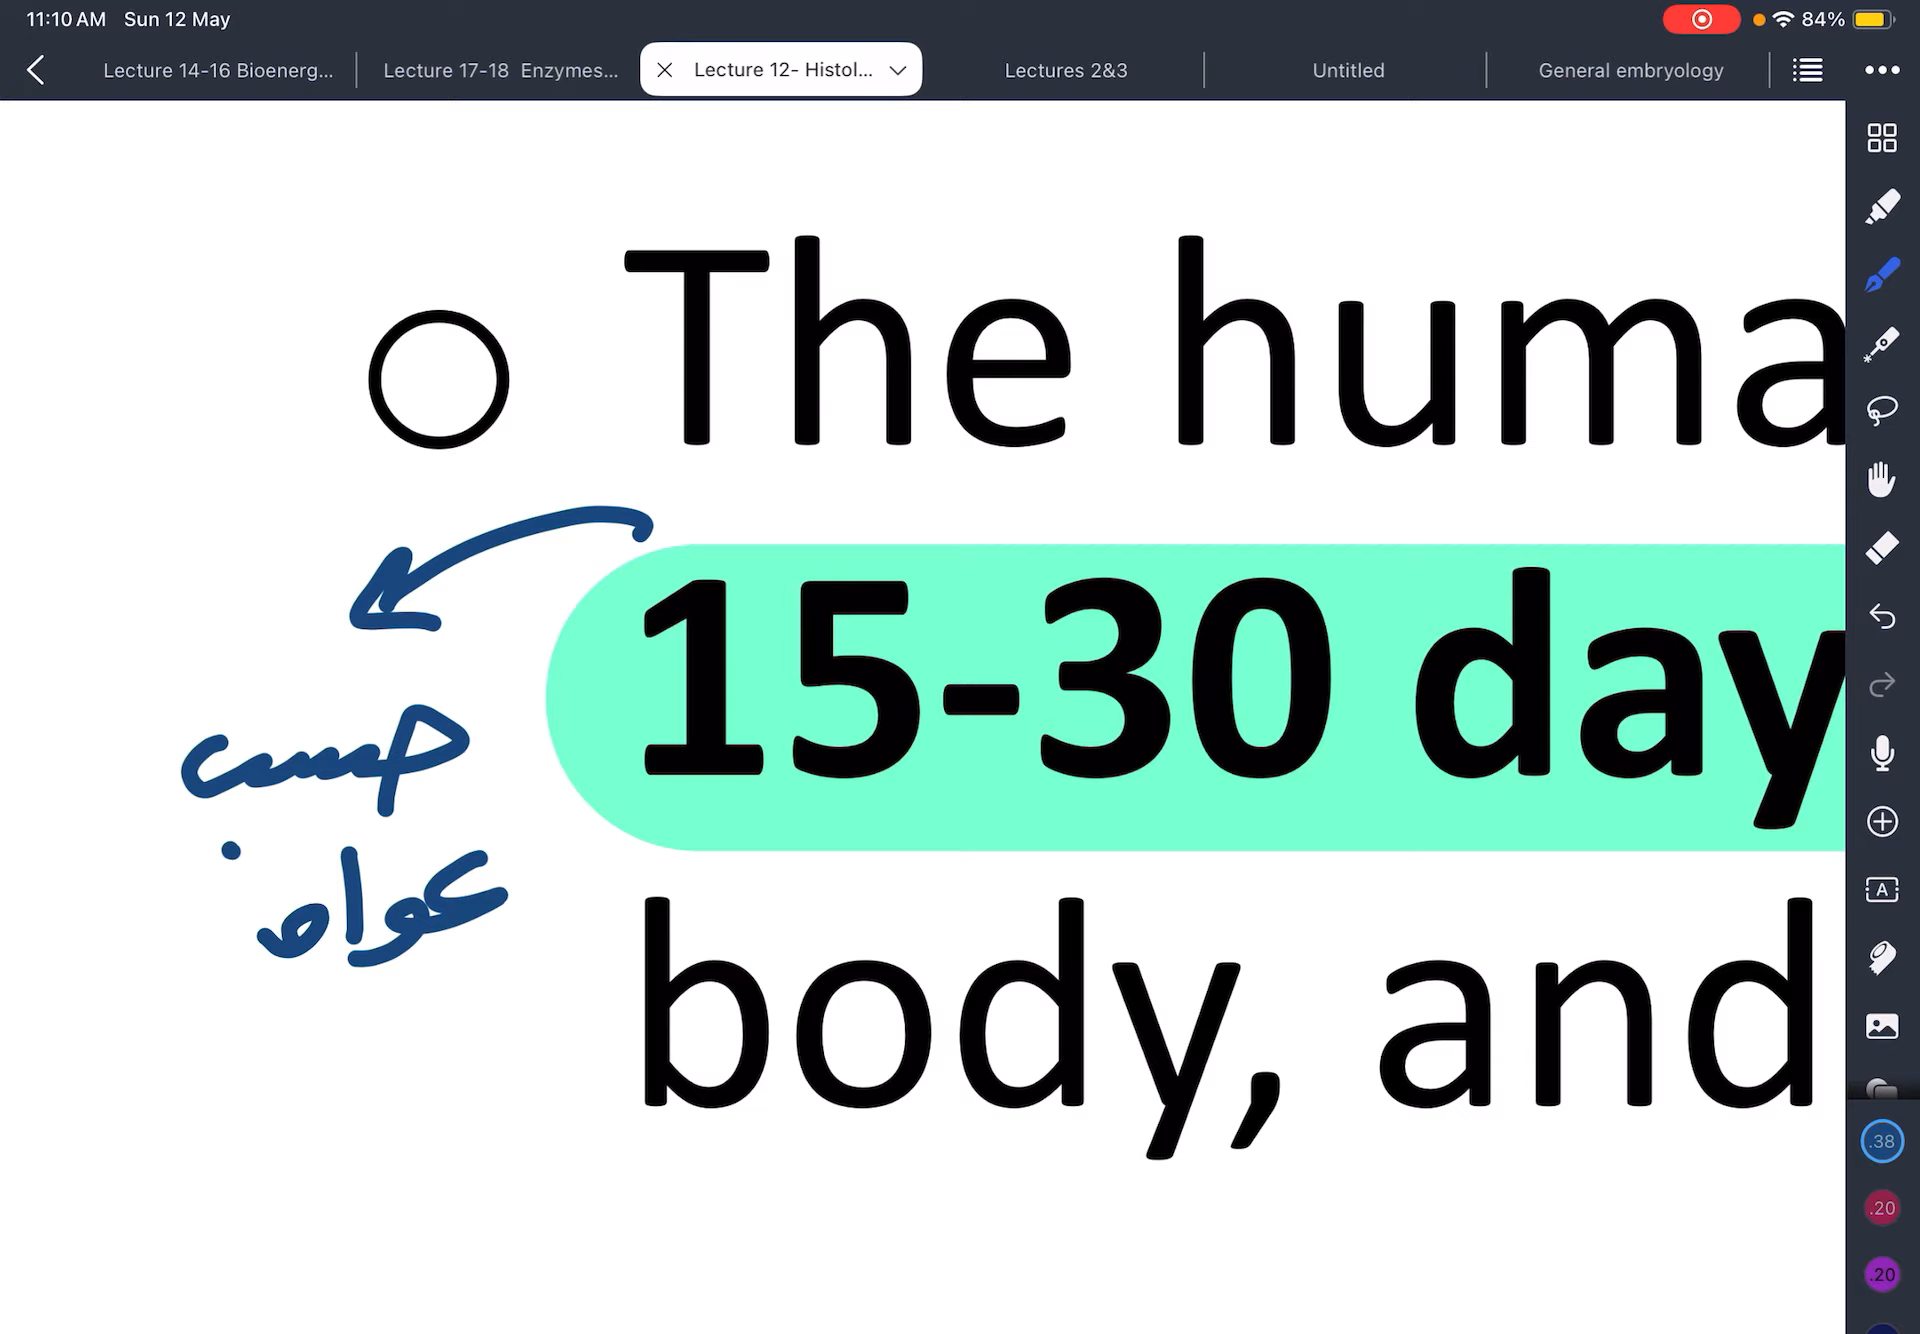 11:10 AM Sun 12 May
84%
Lecture 14-16 Bioenerg...
Lecture 17-18 Enzymes...
Lecture 12- Histol...
Lectures 2&3
Untitled
General embryology
The huma
15-30 day
حسب
body, and
A
.38
.20
.20